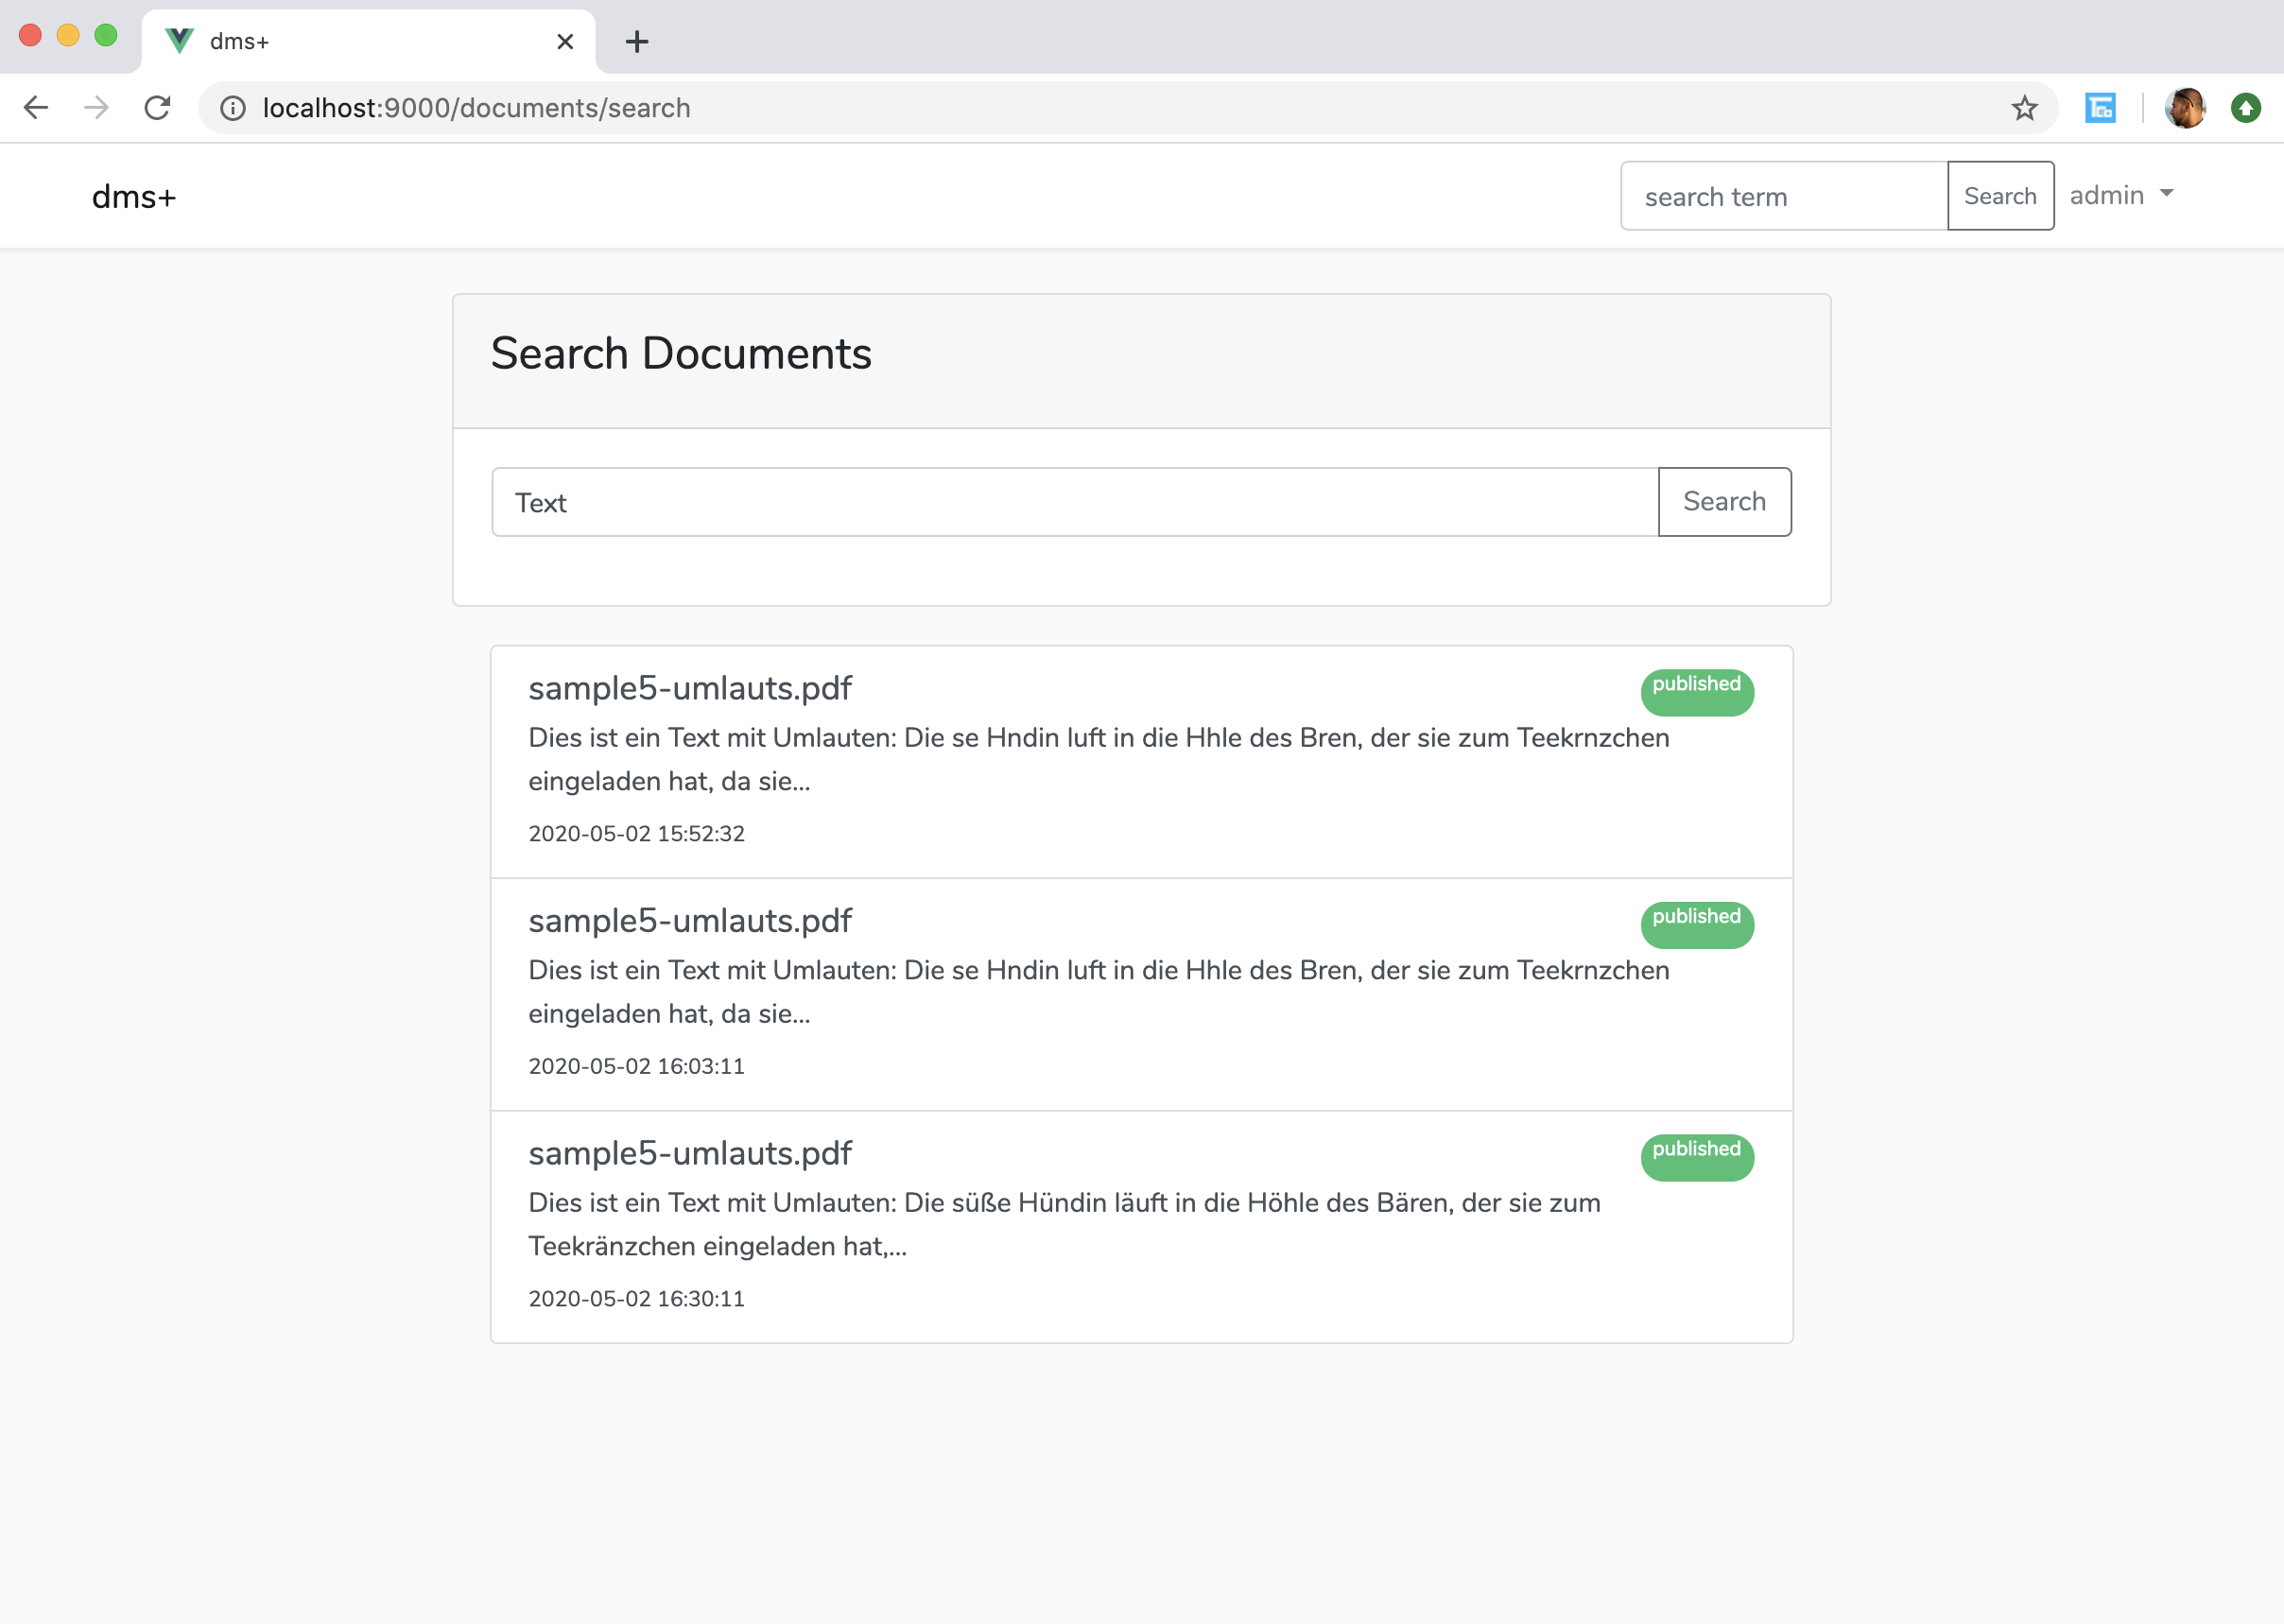 dms+
localhost:9000/documents/search
dms+
search term
Search
admin
Search Documents
Text
Search
sample5-umlauts.pdf
published
Dies ist ein Text mit Umlauten: Die se Hndin luft in die Hhle des Bren, der sie zum Teekrnzchen
eingeladen hat, da sie...
2020-05-02 15:52:32
sample5-umlauts.pdf
published
Dies ist ein Text mit Umlauten: Die se Hndin luft in die Hhle des Bren, der sie zum Teekrnzchen
eingeladen hat, da sie...
2020-05-02 16:03:11
sample5-umlauts.pdf
published
Dies ist ein Text mit Umlauten: Die süße Hündin läuft in die Höhle des Bären, der sie zum
Teekränzchen eingeladen hat,...
2020-05-02 16:30:11